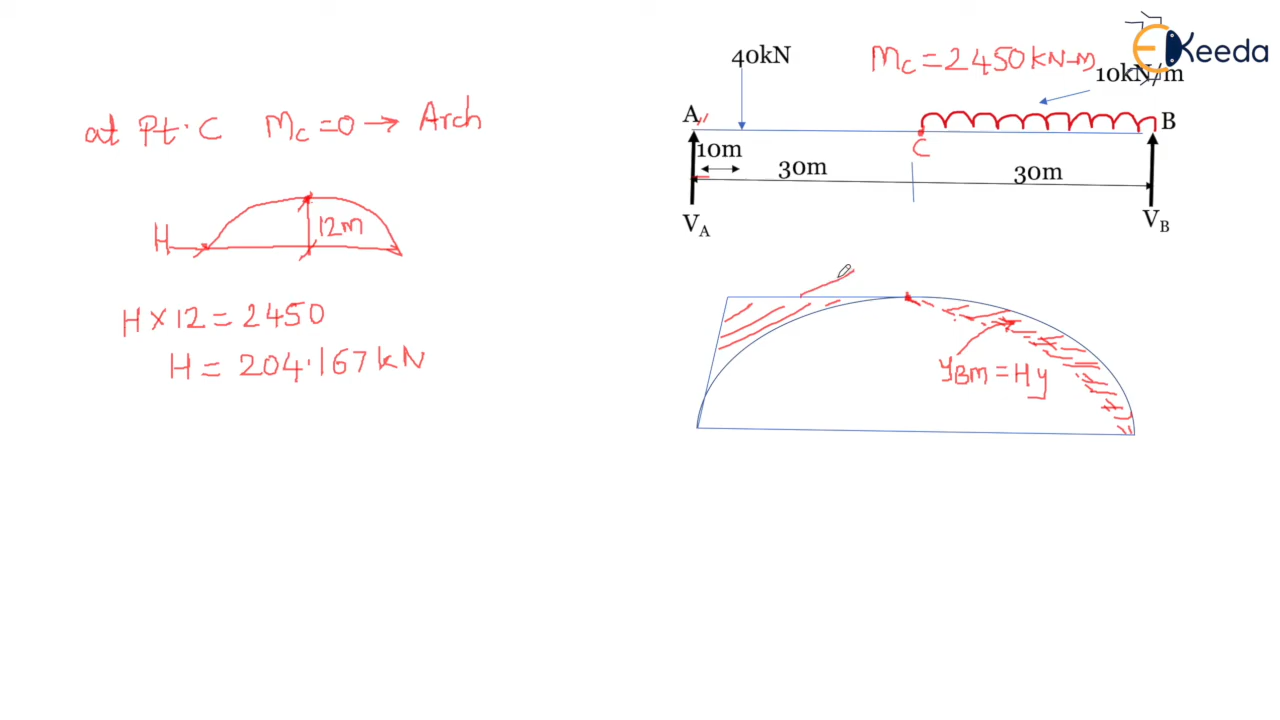 EKeeda
40kN
Mc = 2450 kN-m
10kN/m
at Pt. C Mc = 0 → Arch
A
B
C
10m
30m
30m
VA
VB
H
12m
H × 12 = 2450
H = 204.167 kN
yBM = Hy